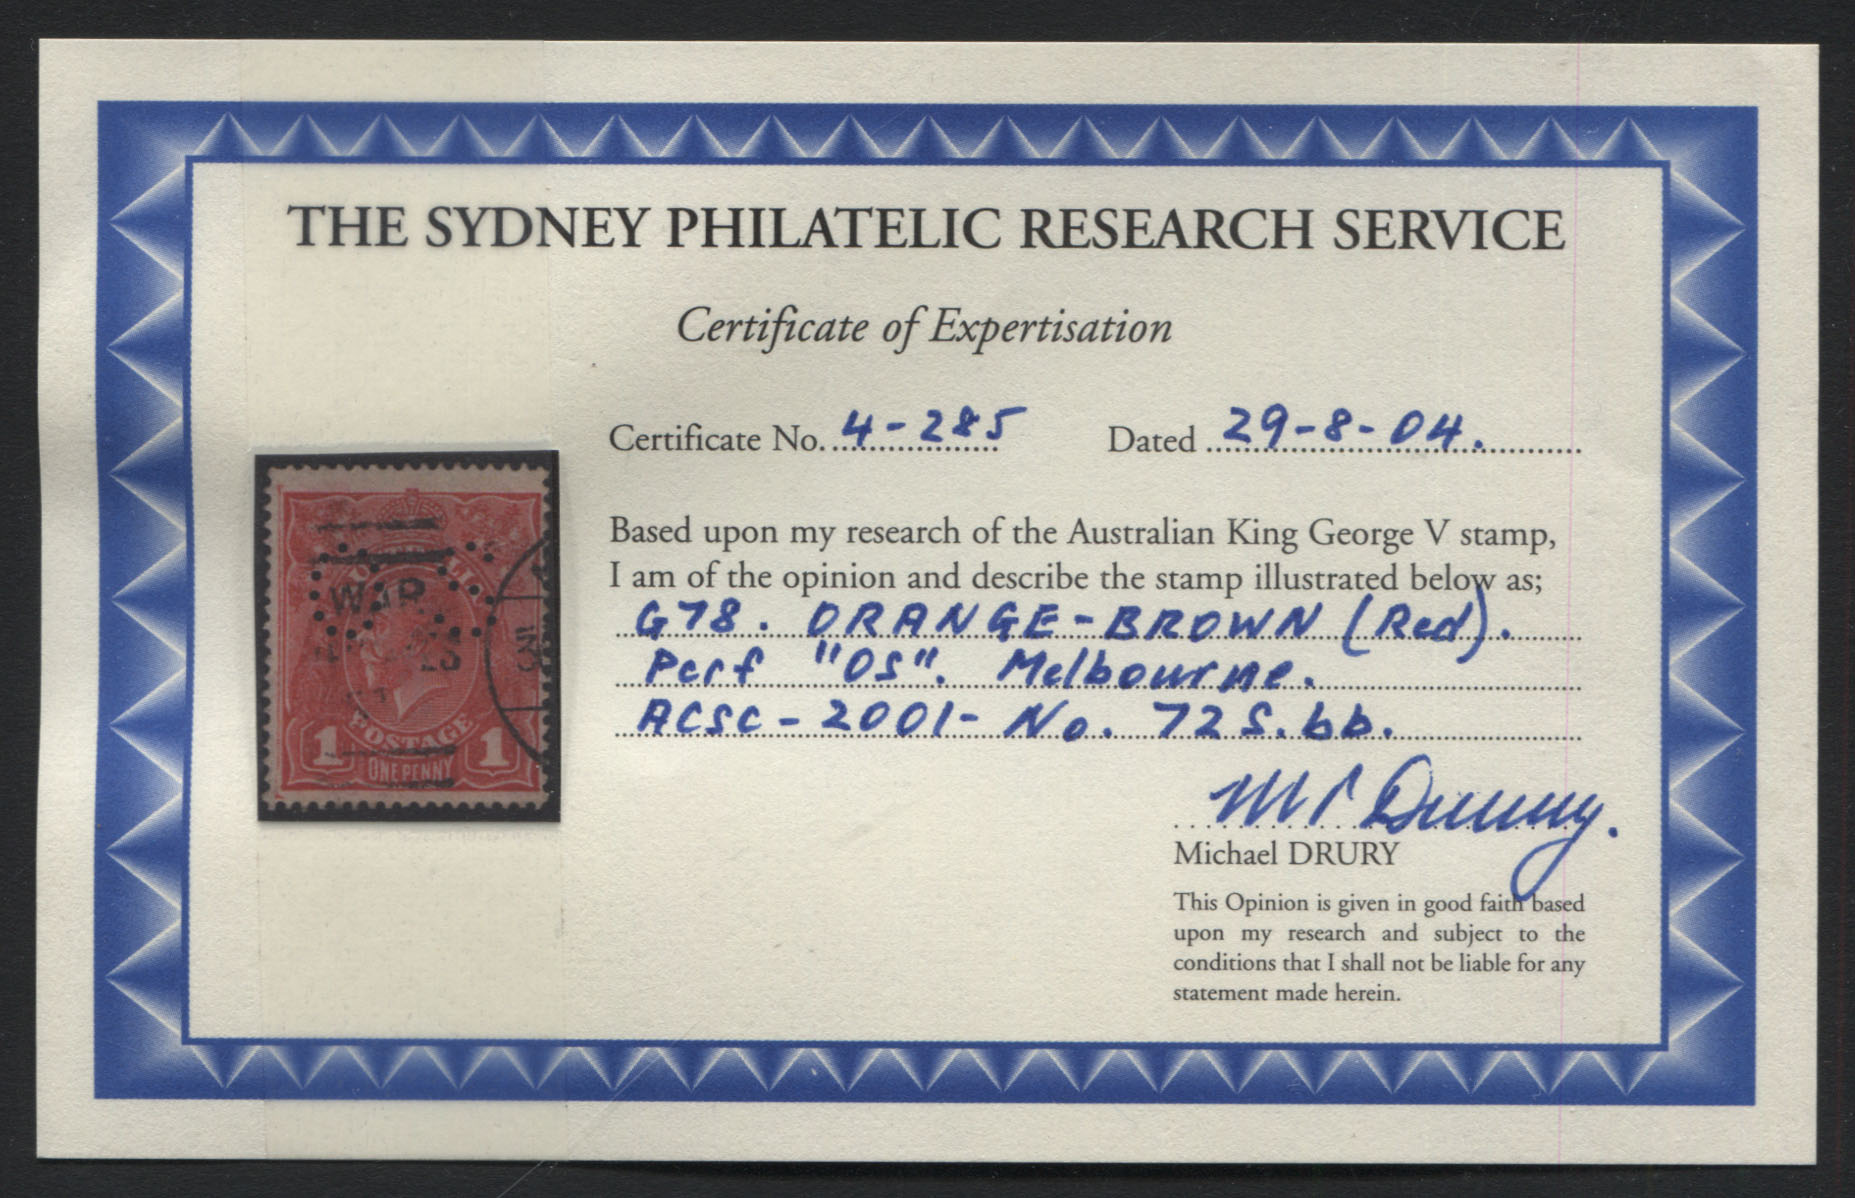 THE SYDNEY PHILATELIC RESEARCH SERVICE
Certificate of Expertisation
Certificate No. 4-285 Dated 29-8-04.
Based upon my research of the Australian King George V stamp,
I am of the opinion and describe the stamp illustrated below as;
G78. ORANGE-BROWN (Red).
Perf "OS". Melbourne.
ACSC-2001-No. 72S.bb.
WAR
POSTAGE
1 ONE PENNY 1
M P Drury.
Michael DRURY
This Opinion is given in good faith based
upon my research and subject to the
conditions that I shall not be liable for any
statement made herein.